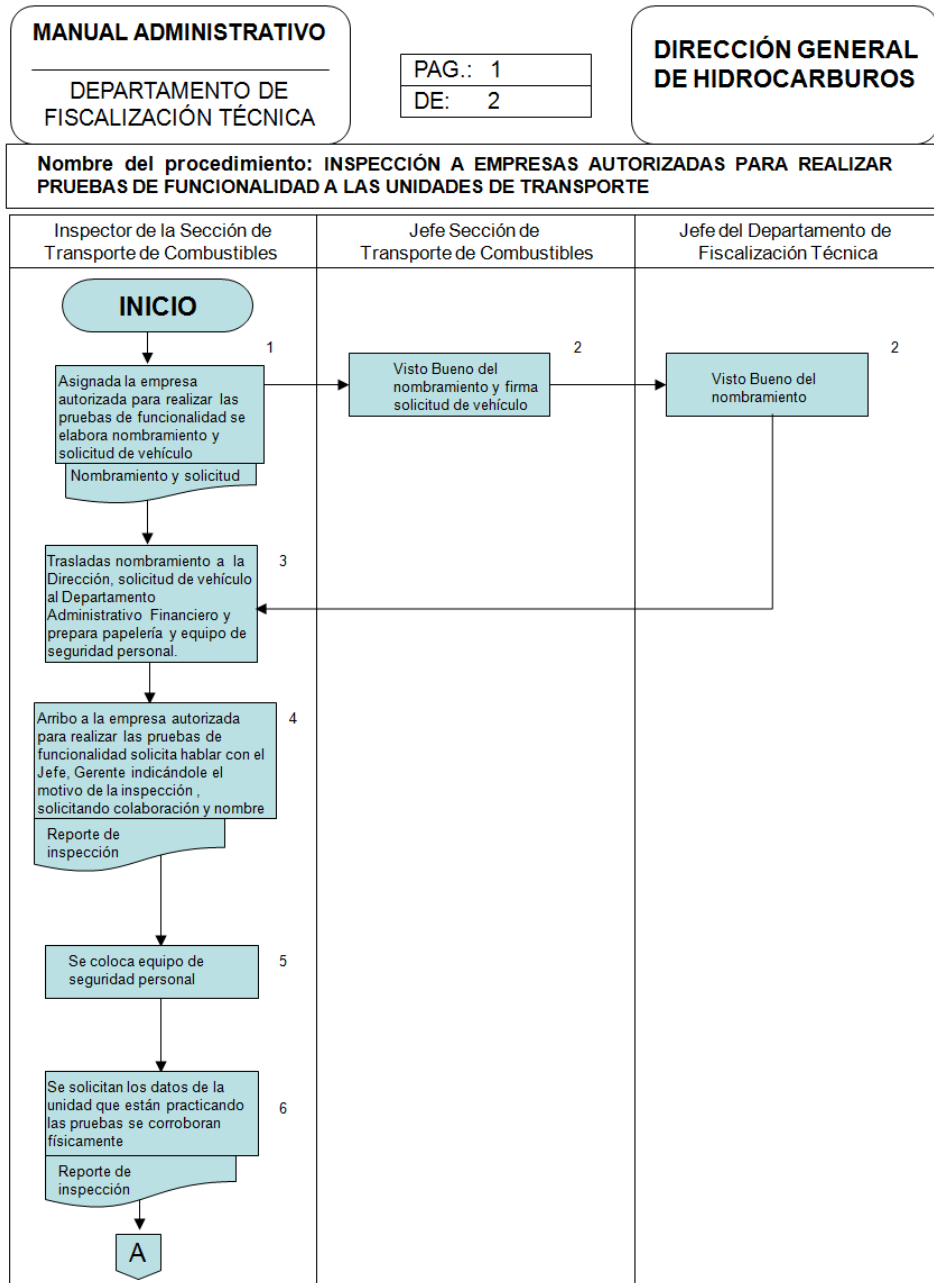 MANUAL ADMINISTRATIVO
DEPARTAMENTO DE
FISCALIZACIÓN TÉCNICA
PAG.: 1
DE: 2
DIRECCIÓN GENERAL
DE HIDROCARBUROS
Nombre del procedimiento: INSPECCIÓN A EMPRESAS AUTORIZADAS PARA REALIZAR
PRUEBAS DE FUNCIONALIDAD A LAS UNIDADES DE TRANSPORTE
Inspector de la Sección de
Transporte de Combustibles
Jefe Sección de
Transporte de Combustibles
Jefe del Departamento de
Fiscalización Técnica
INICIO
1
Asignada la empresa
autorizada para realizar las
pruebas de funcionalidad se
elabora nombramiento y
solicitud de vehículo
Nombramiento y solicitud
2
Visto Bueno del
nombramiento y firma
solicitud de vehículo
2
Visto Bueno del
nombramiento
Trasladas nombramiento a la
Dirección, solicitud de vehículo
al Departamento
Administrativo Financiero y
prepara papelería y equipo de
seguridad personal.
3
Arribo a la empresa autorizada
para realizar las pruebas de
funcionalidad solicita hablar con el
Jefe, Gerente indicándole el
motivo de la inspección ,
solicitando colaboración y nombre
4
Reporte de
inspección
Se coloca equipo de
seguridad personal
5
Se solicitan los datos de la
unidad que están practicando
las pruebas se corroboran
físicamente
6
Reporte de
inspección
A